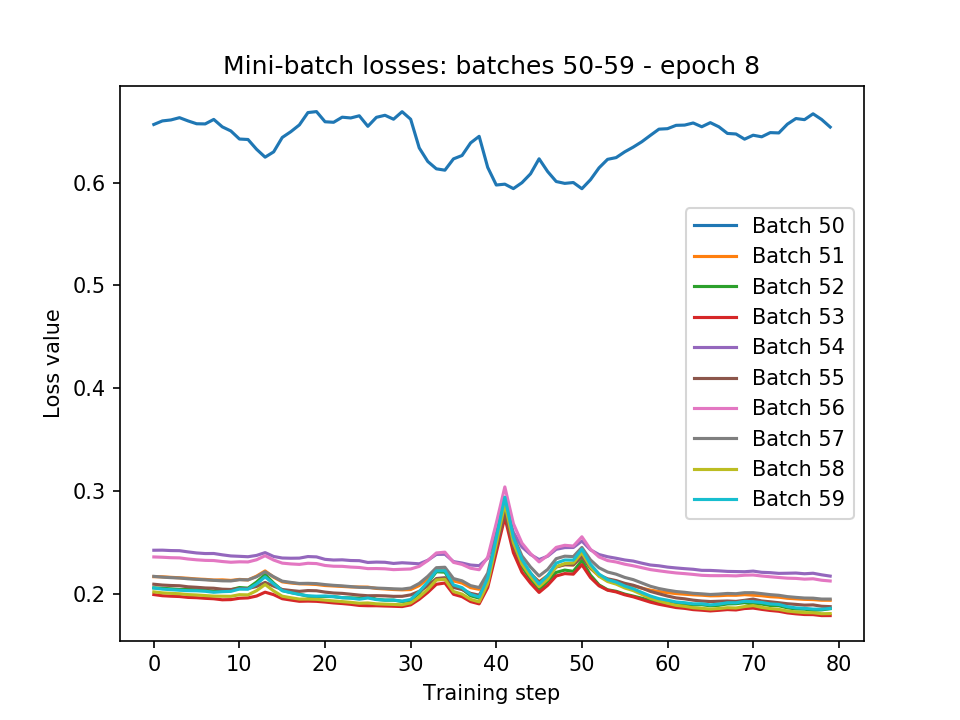 Mini-batch losses: batches 50-59 - epoch 8
Loss value
0.6
0.5
0.4
0.3
0.2
Batch 50
Batch 51
Batch 52
Batch 53
Batch 54
Batch 55
Batch 56
Batch 57
Batch 58
Batch 59
0 10 20 30 40 50 60 70 80
Training step